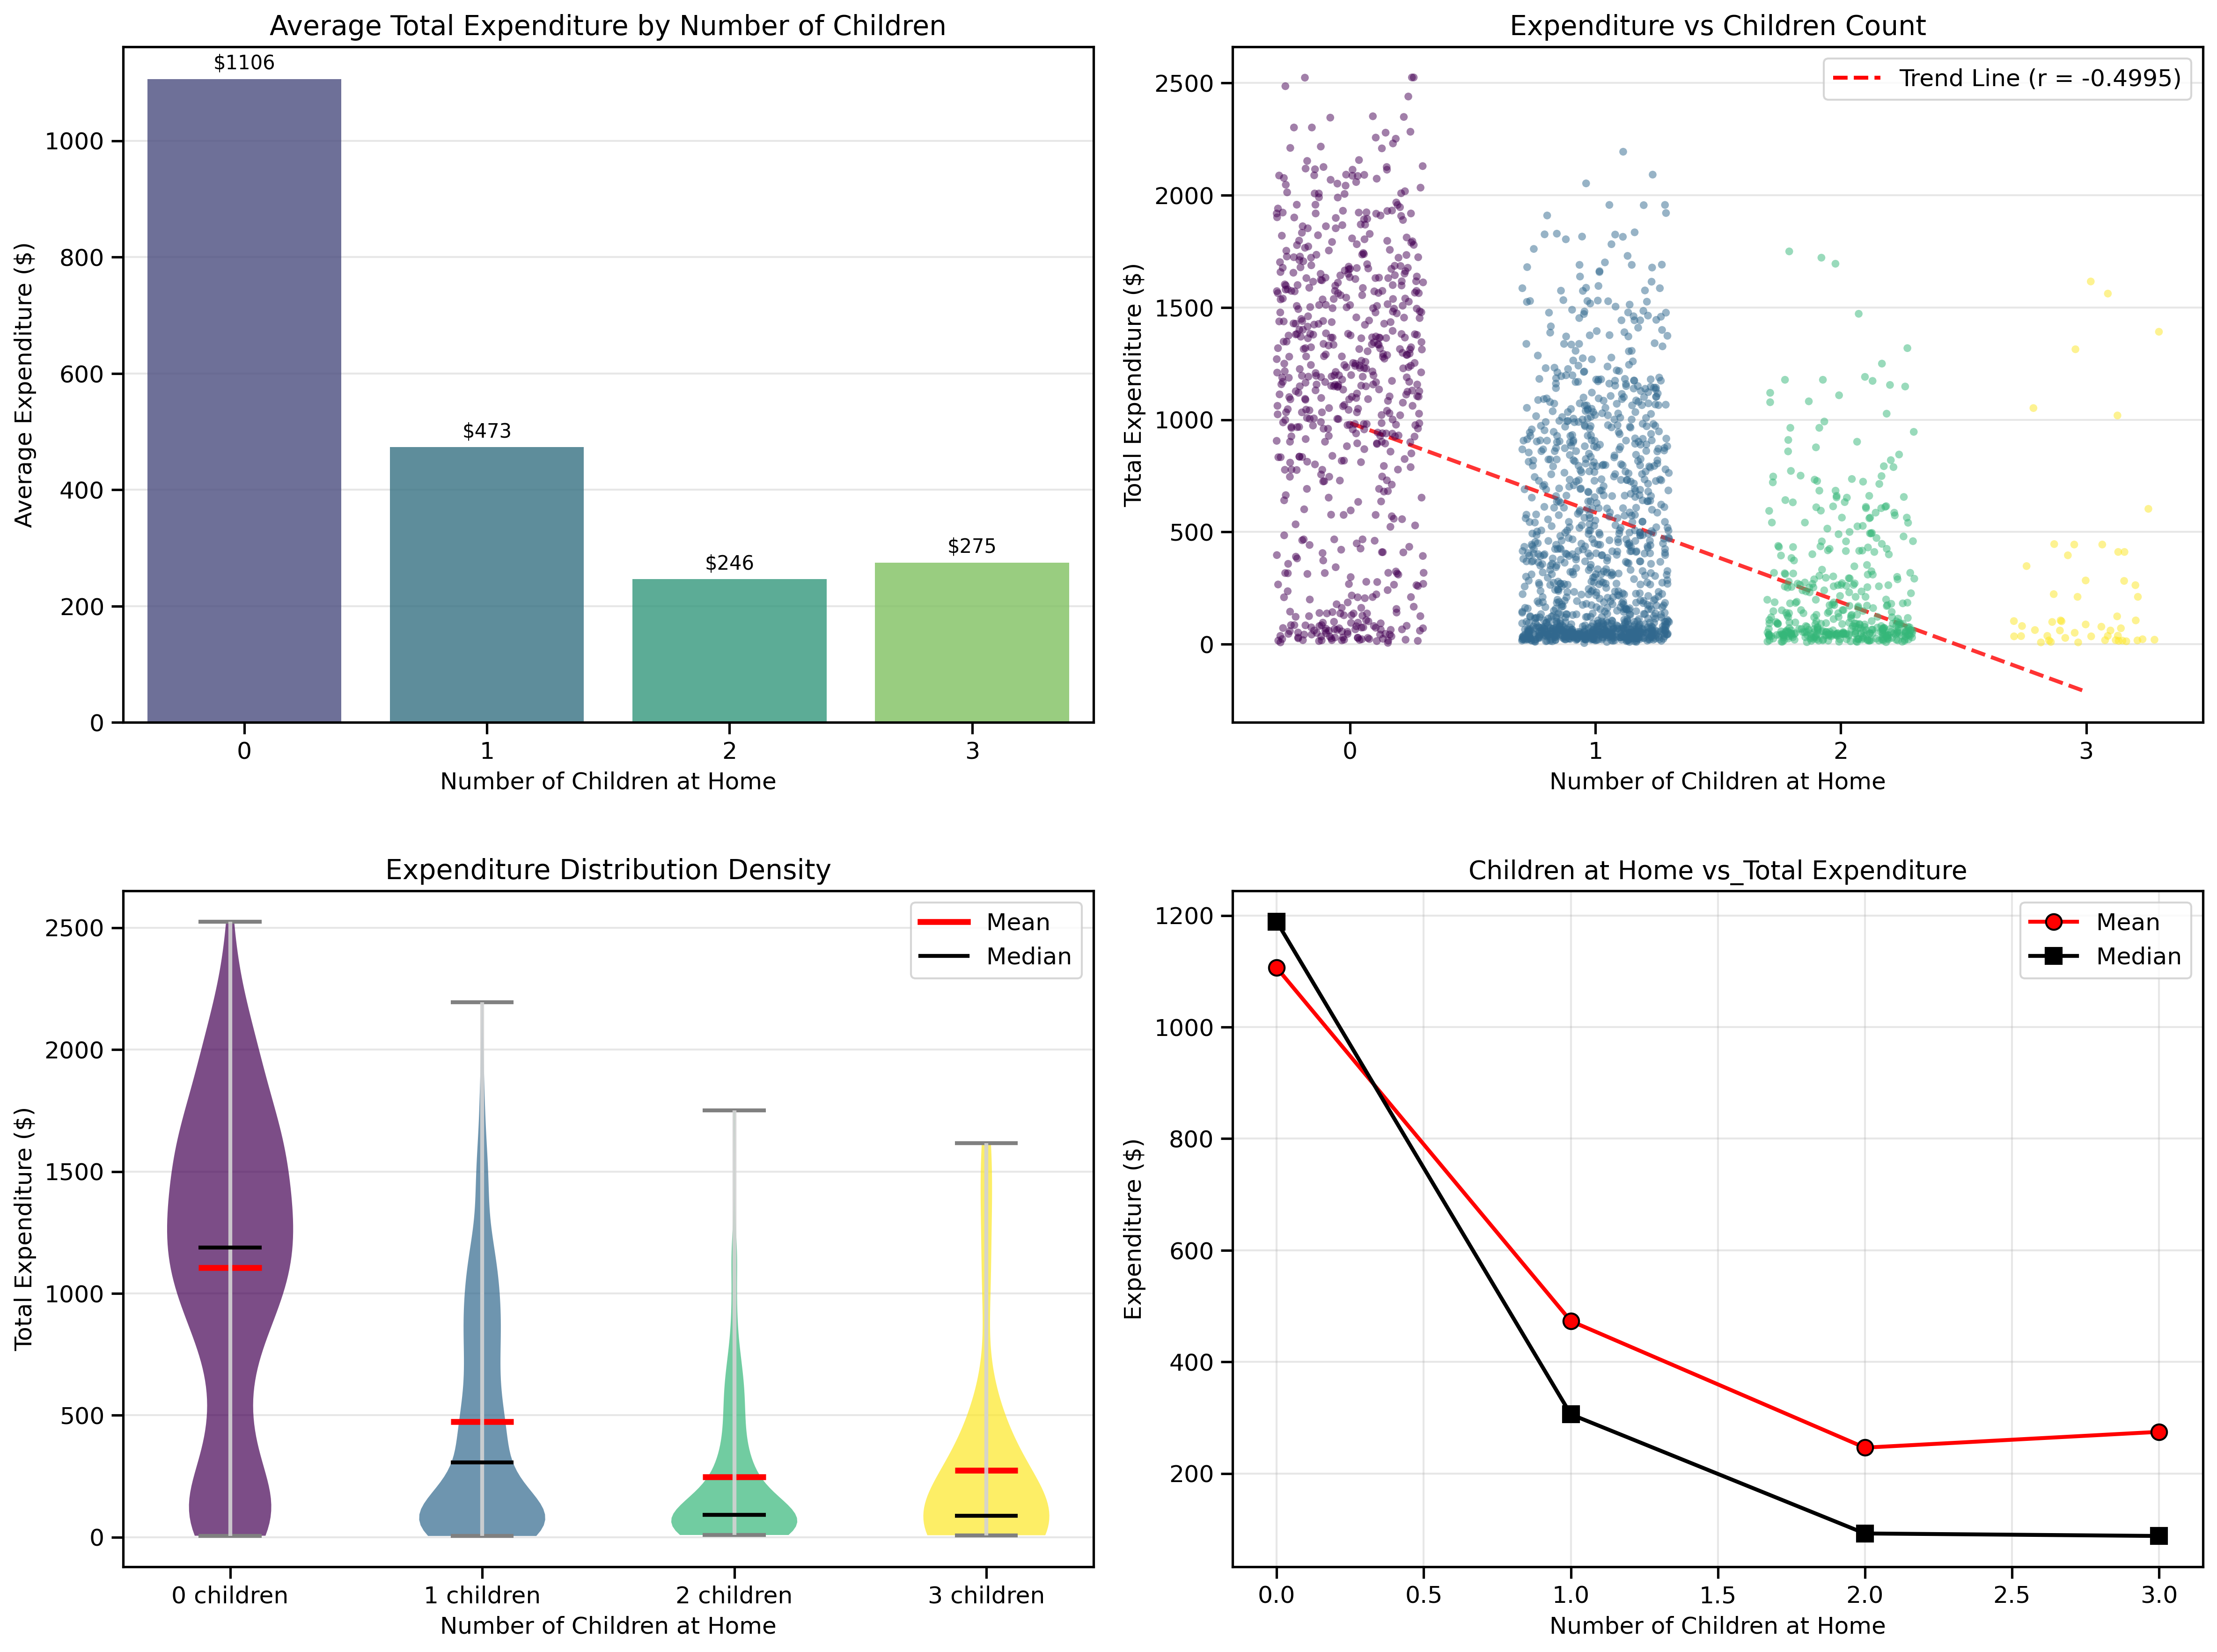 Average Total Expenditure by Number of Children
$1106
$473
$246
$275
1000
800
600
400
200
0
Average Expenditure ($)
0 1 2 3
Number of Children at Home
Expenditure vs Children Count
Trend Line (r = -0.4995)
2500
2000
1500
1000
500
0
Total Expenditure ($)
0 1 2 3
Number of Children at Home
Expenditure Distribution Density
Mean
Median
2500
2000
1500
1000
500
0
Total Expenditure ($)
0 children 1 children 2 children 3 children
Number of Children at Home
Children at Home vs_Total Expenditure
Mean
Median
1200
1000
800
600
400
200
Expenditure ($)
0.0 0.5 1.0 1.5 2.0 2.5 3.0
Number of Children at Home